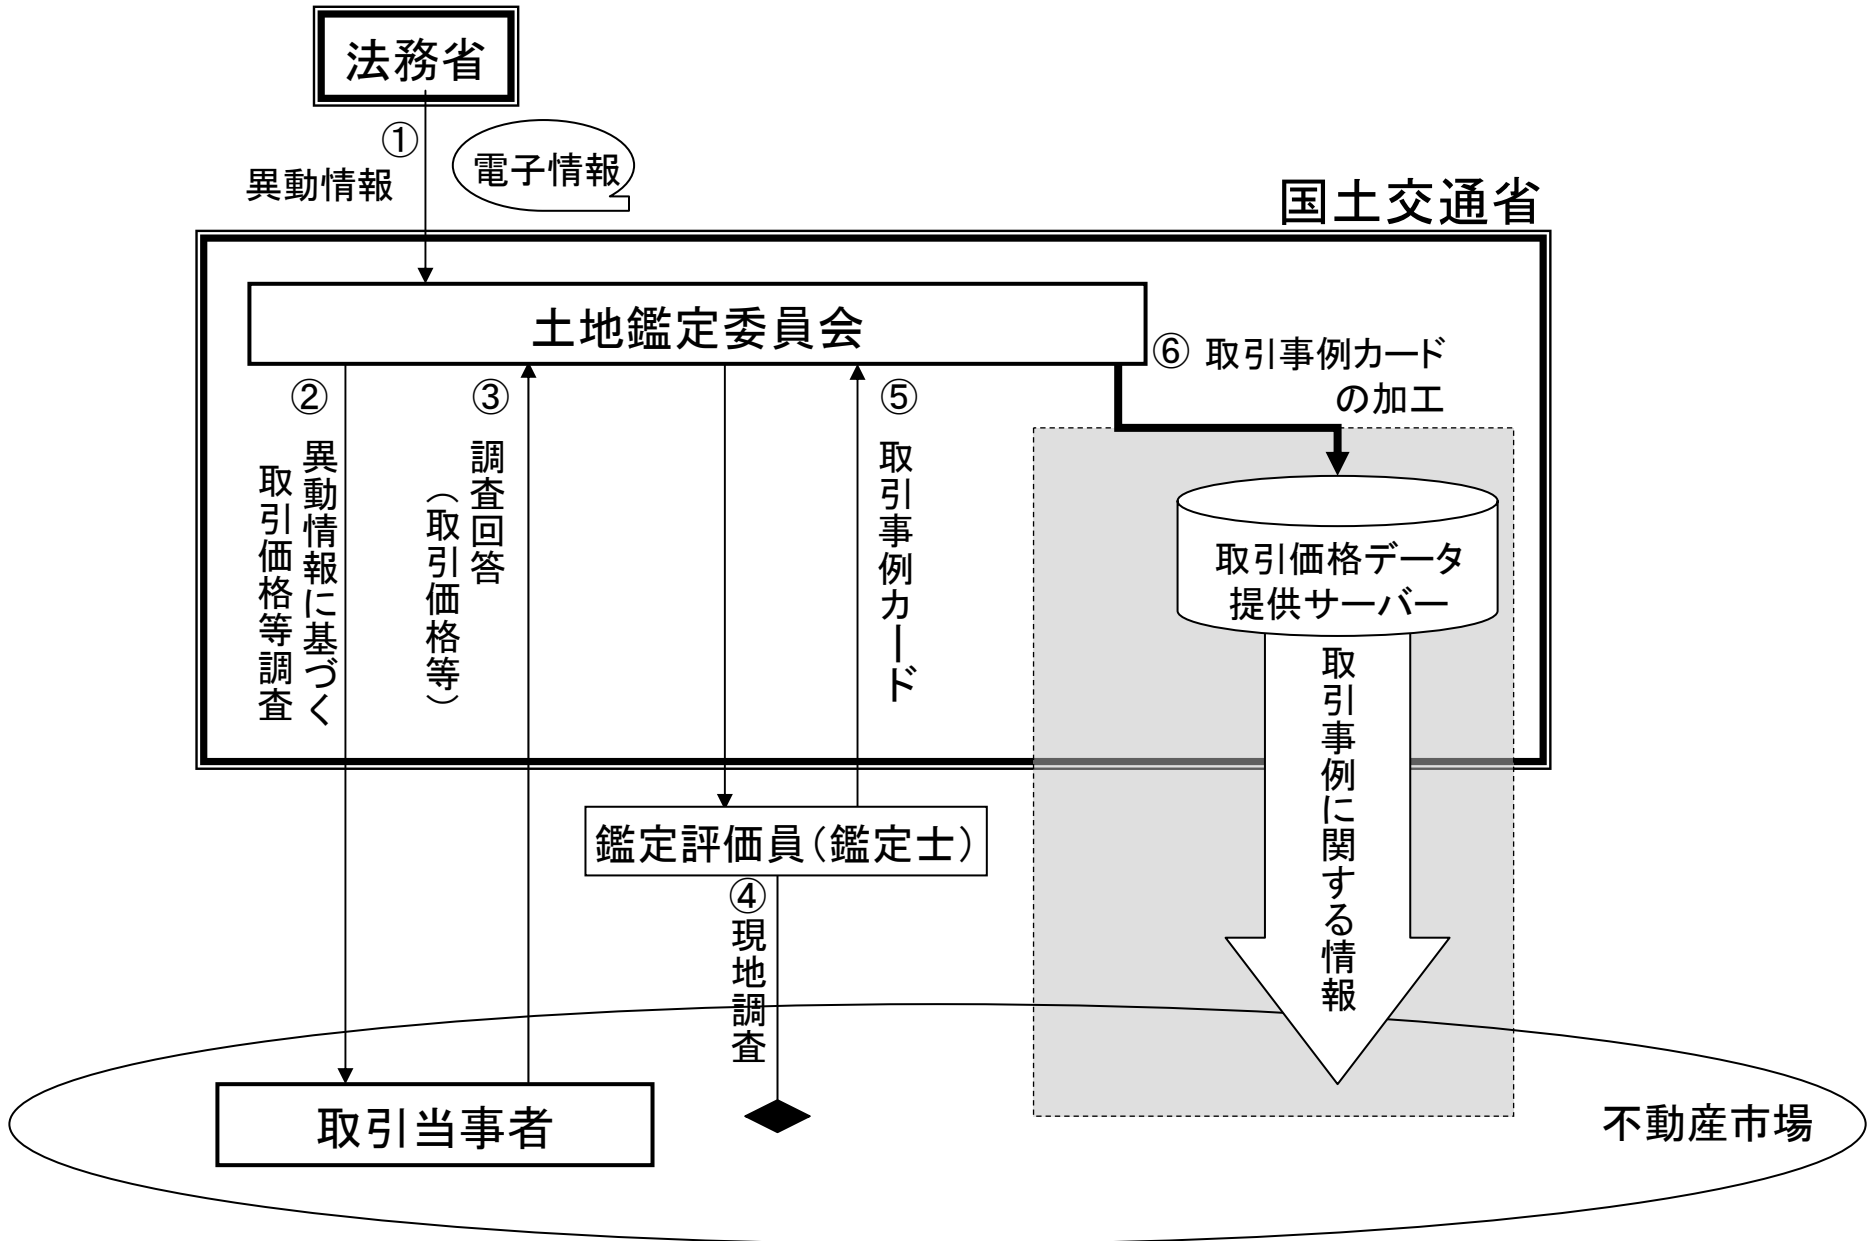 法務省
①
異動情報
電子情報
国土交通省
土地鑑定委員会
②
異動情報に基づく
取引価格等調査
③
調査回答
（取引価格等）
⑤
取引事例カード
⑥ 取引事例カード
の加工
取引価格データ
提供サーバー
取引事例に関する情報
鑑定評価員（鑑定士）
④
現地調査
取引当事者
不動産市場